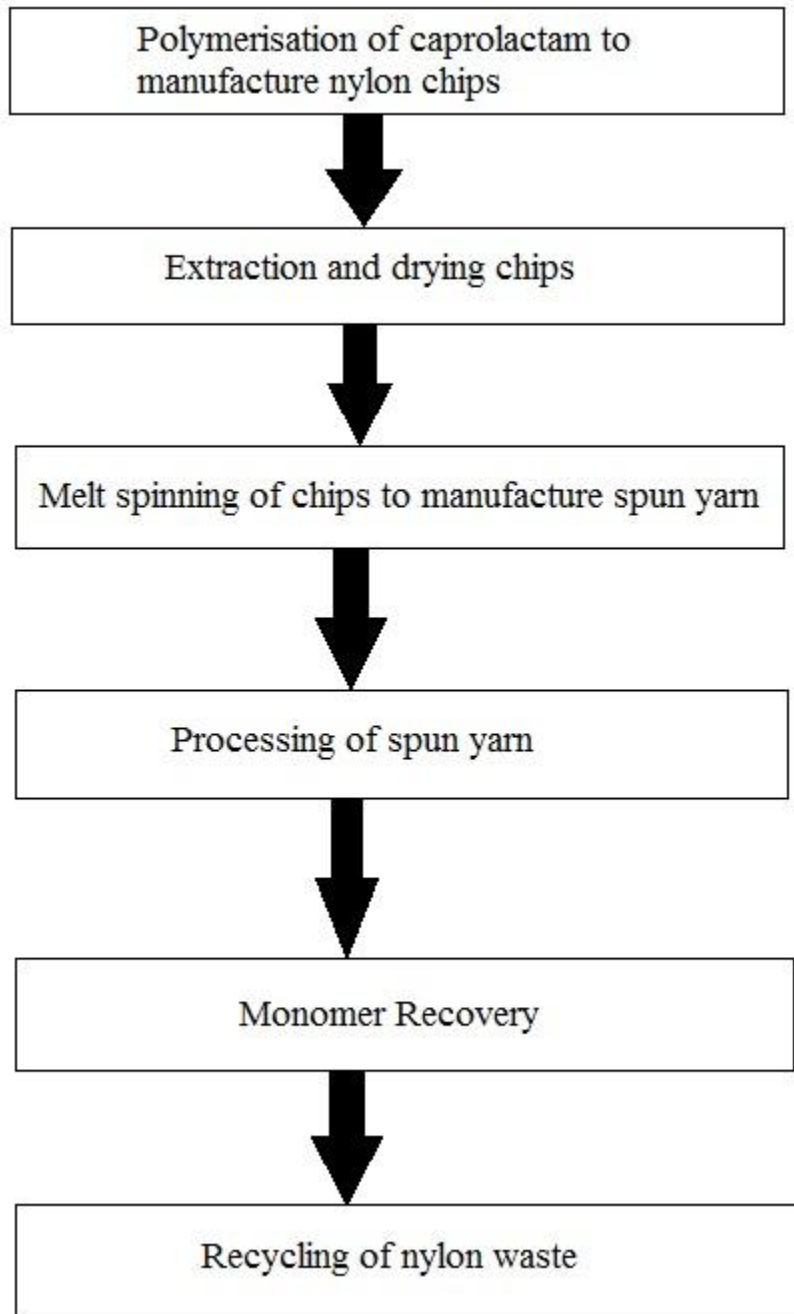 Polymerisation of caprolactam to
manufacture nylon chips
Extraction and drying chips
Melt spinning of chips to manufacture spun yarn
Processing of spun yarn
Monomer Recovery
Recycling of nylon waste